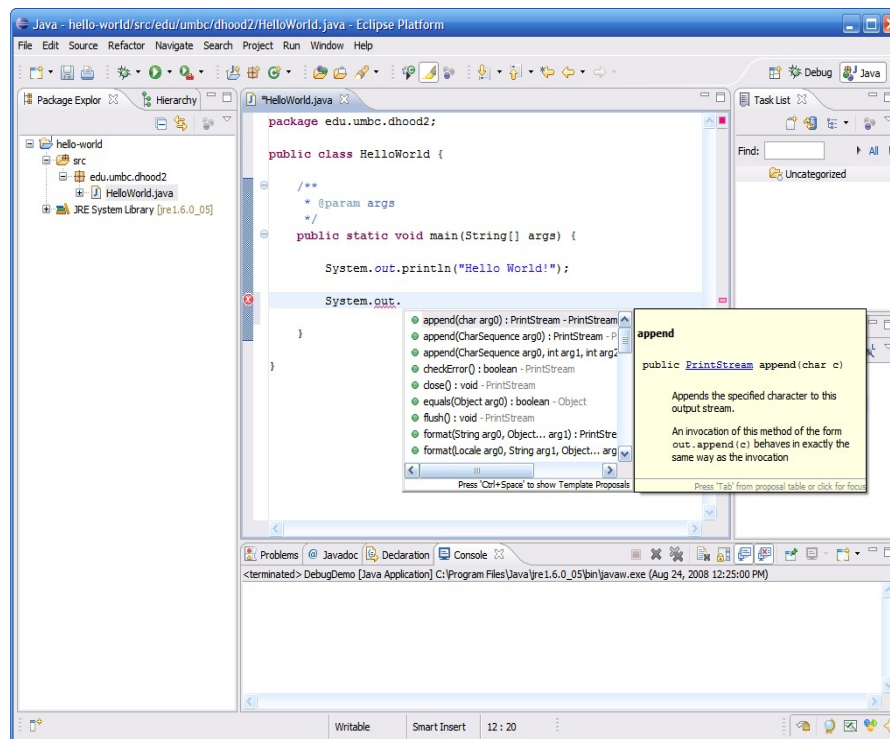 Java - hello-world/src/edu/umbc/dhood2/HelloWorld.java - Eclipse Platform
File Edit Source Refactor Navigate Search Project Run Window Help
Debug Java
Package Explor Hierarchy
hello-world
src
edu.umbc.dhood2
HelloWorld.java
JRE System Library [jre1.6.0_05]
*HelloWorld.java
package edu.umbc.dhood2;
public class HelloWorld {
/**
* @param args
*/
public static void main(String[] args) {
System.out.println("Hello World!");
System.out.
}
}
append(char arg0) : PrintStream - PrintStream
append(CharSequence arg0) : PrintStream - P
append(CharSequence arg0, int arg1, int arg2
checkError() : boolean - PrintStream
close() : void - PrintStream
equals(Object arg0) : boolean - Object
flush() : void - PrintStream
format(String arg0, Object... arg1) : PrintStre
format(Locale arg0, String arg1, Object... arg
Press 'Ctrl+Space' to show Template Proposals
append
public PrintStream append(char c)
Appends the specified character to this
output stream.
An invocation of this method of the form
out.append(c) behaves in exactly the
same way as the invocation
Press 'Tab' from proposal table or click for focus
Task List
Find: All
Uncategorized
Problems Javadoc Declaration Console
<terminated> DebugDemo [Java Application] C:\Program Files\Java\jre1.6.0_05\bin\javaw.exe (Aug 24, 2008 12:25:00 PM)
Writable Smart Insert 12 : 20